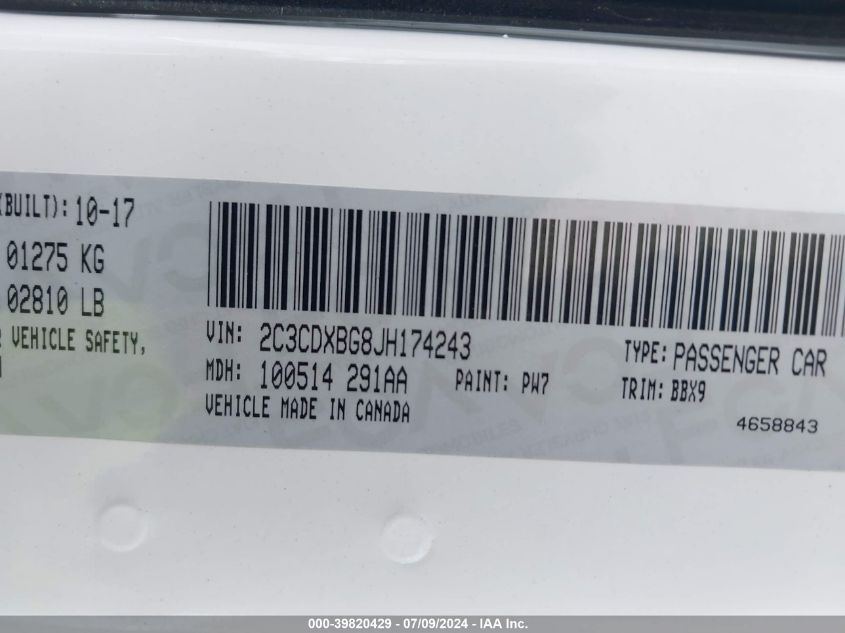 (BUILT): 10-17
01275 KG
02810 LB
VEHICLE SAFETY,
VIN: 2C3CDXBG8JH174243
TYPE: PASSENGER CAR
MDH: 100514 291AA
PAINT: PW7
TRIM: BBX9
VEHICLE MADE IN CANADA
4658843
000-39820429 - 07/09/2024 - IAA Inc.